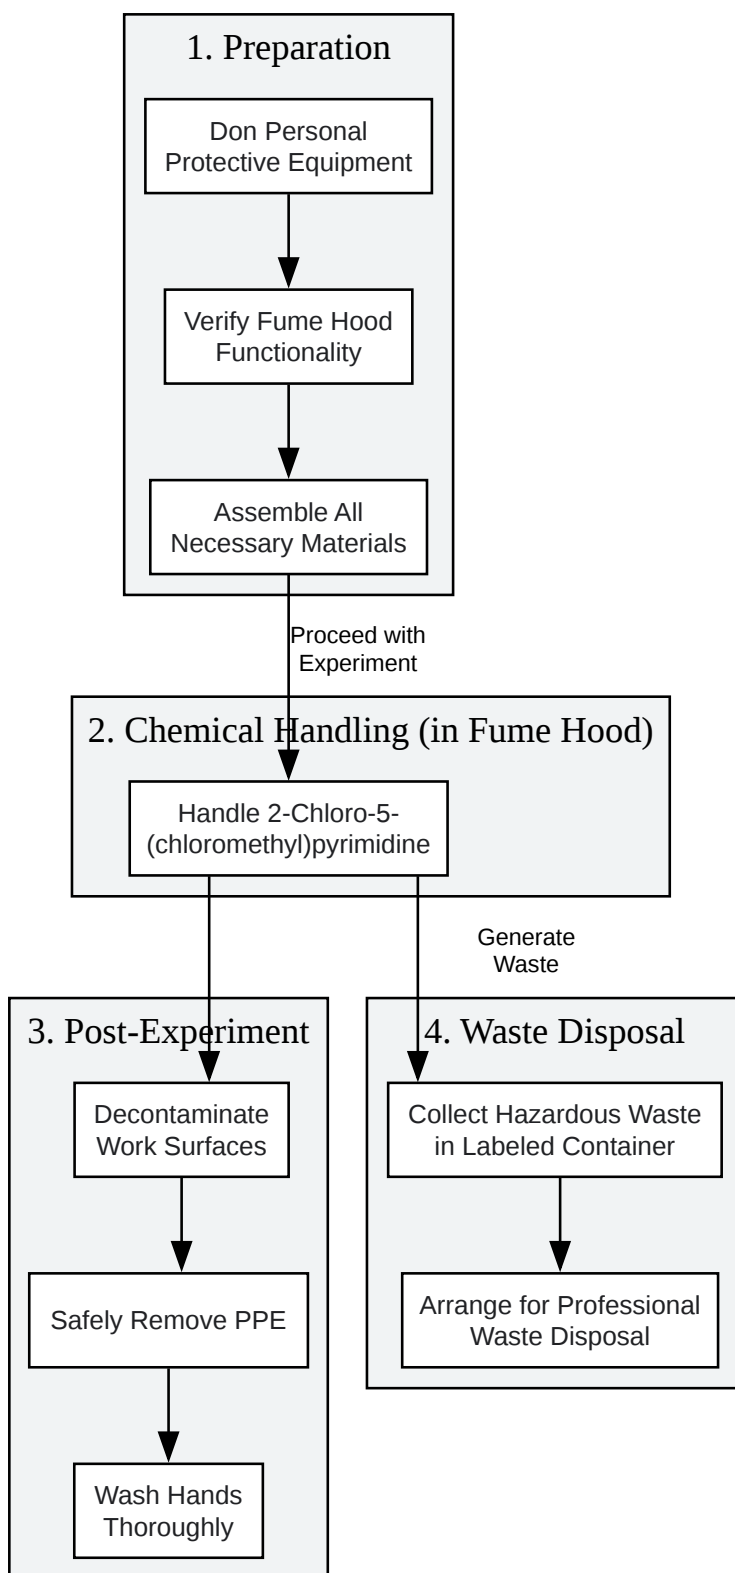 1. Preparation
Don Personal
Protective Equipment
Verify Fume Hood
Functionality
Assemble All
Necessary Materials
Proceed with
Experiment
2. Chemical Handling (in Fume Hood)
Handle 2-Chloro-5-
(chloromethyl)pyrimidine
Generate
Waste
3. Post-Experiment
Decontaminate
Work Surfaces
Safely Remove PPE
Wash Hands
Thoroughly
4. Waste Disposal
Collect Hazardous Waste
in Labeled Container
Arrange for Professional
Waste Disposal